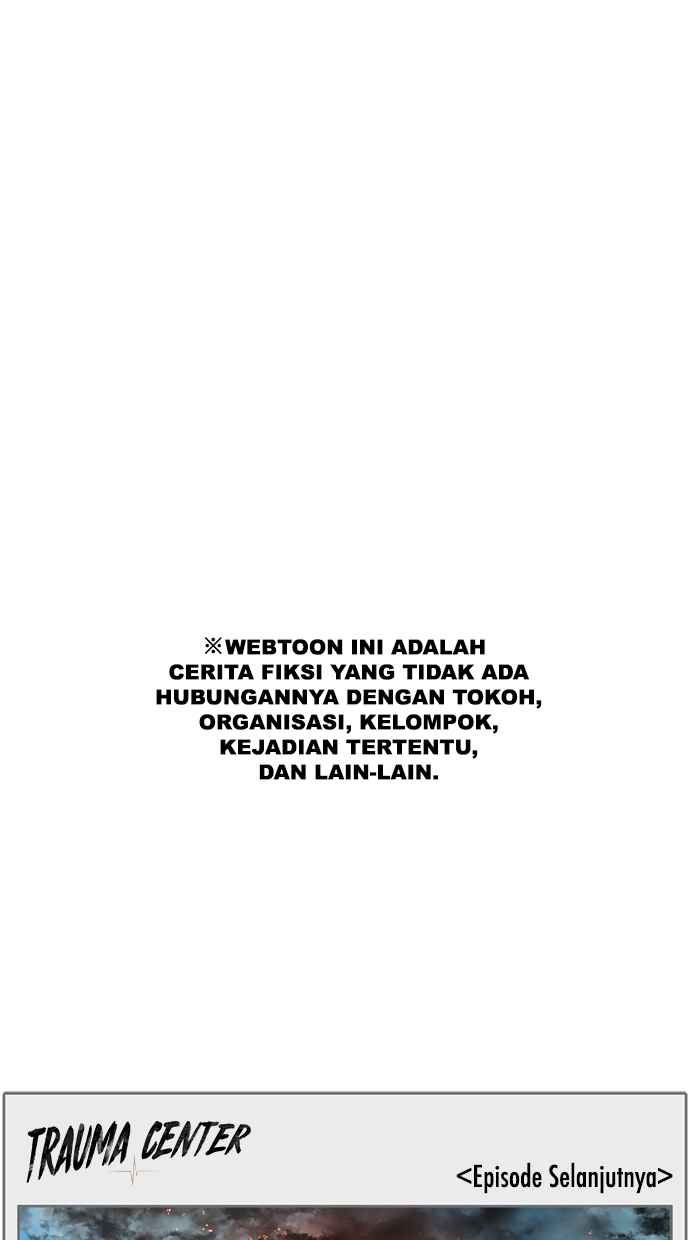 ※WEBTOON INI ADALAH
CERITA FIKSI YANG TIDAK ADA
HUBUNGANNYA DENGAN TOKOH,
ORGANISASI, KELOMPOK,
KEJADIAN TERTENTU,
DAN LAIN-LAIN.
TRAUMA CENTER
<Episode Selanjutnya>